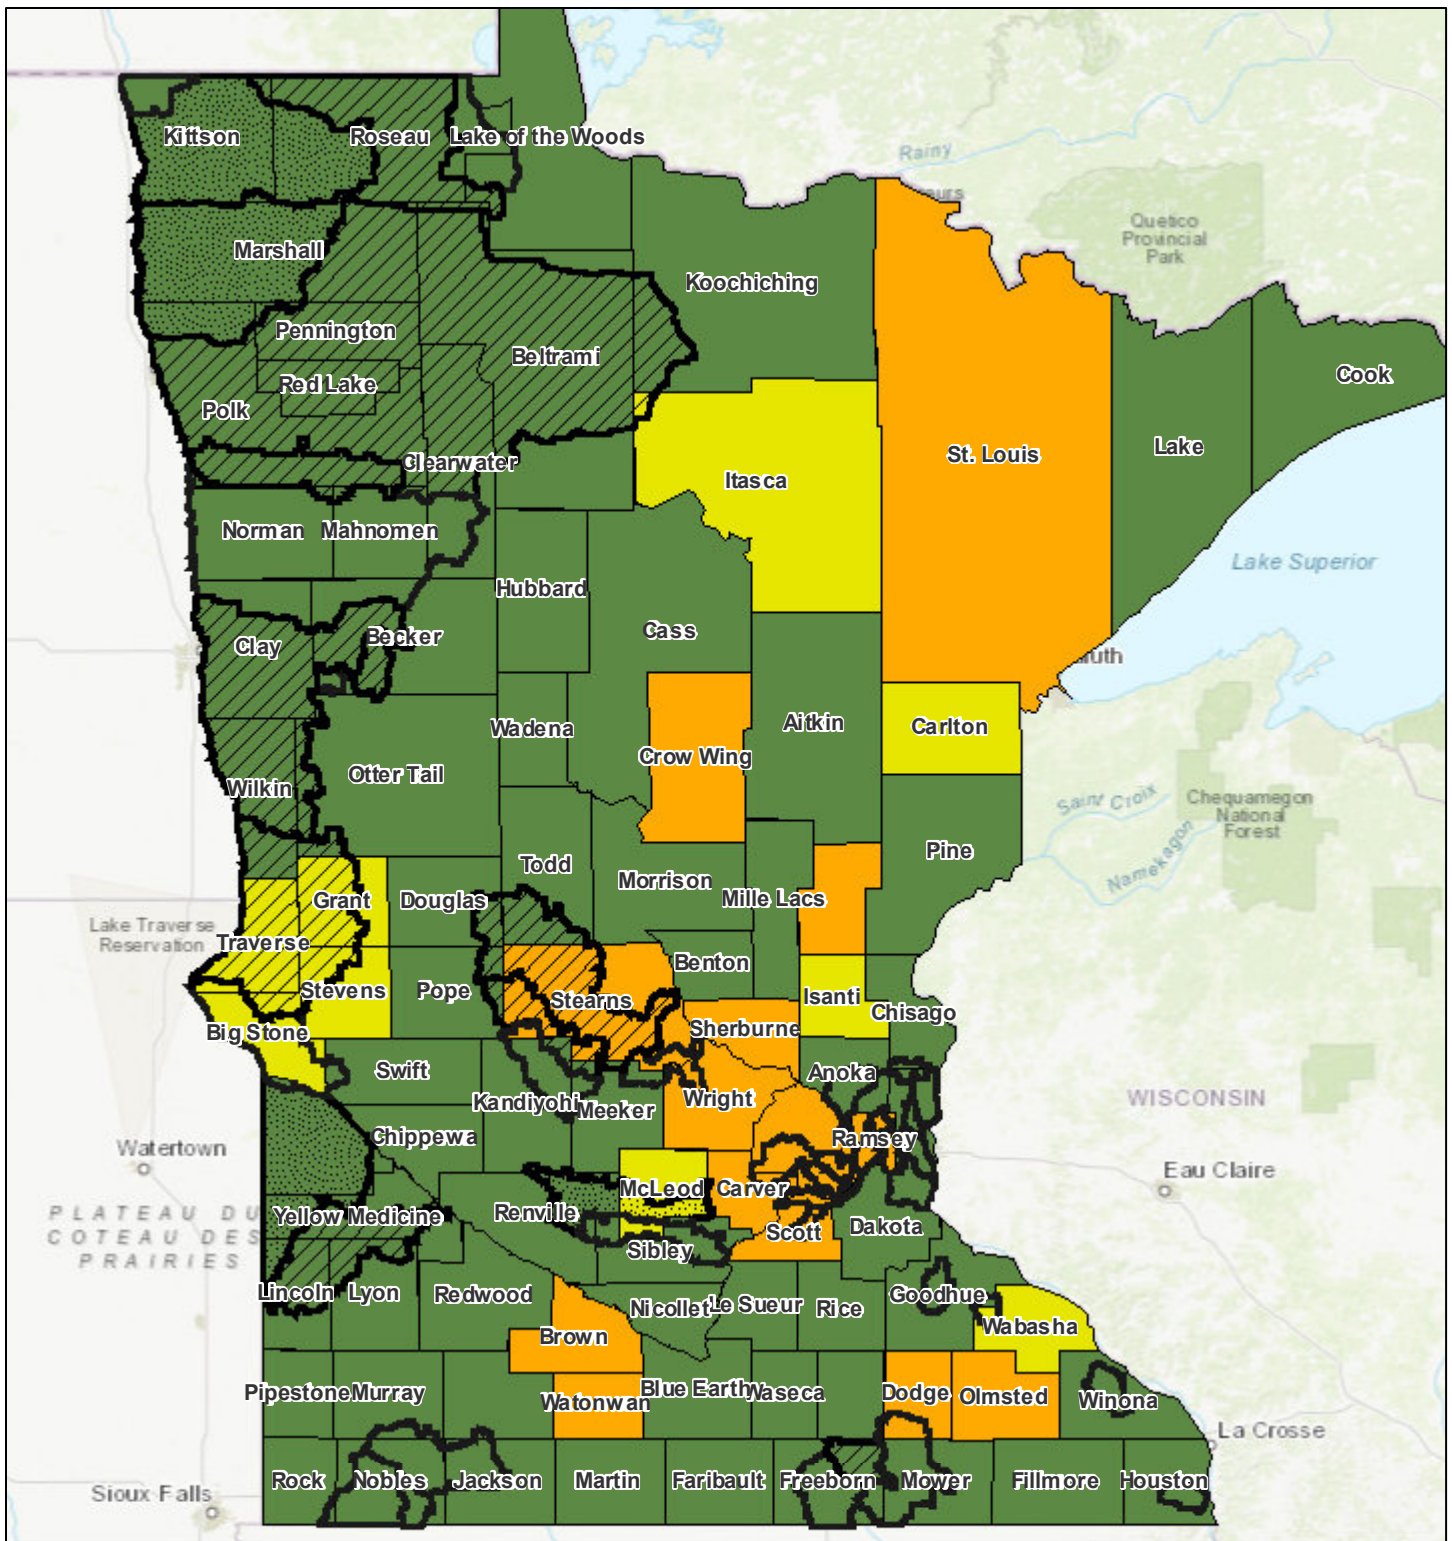 Kittson
Roseau
Lake of the Woods
Rainy
Quetico
Provincial
Park
Marshall
Koochiching
Pennington
Beltrami
Red Lake
Cook
Polk
Lake
St. Louis
Clearwater
Itasca
Norman
Mahnomen
Lake Superior
Hubbard
Cass
Becker
Clay
Aitkin
Carlton
Wadena
Crow Wing
Otter Tail
Wilkin
Saint Croix
Chequamegon
National
Forest
Namekagon
Pine
Todd
Morrison
Mille Lacs
Grant
Douglas
Lake Traverse
Reservation
Traverse
Benton
Stevens
Pope
Stearns
Isanti
Chisago
Big Stone
Sherburne
Swift
Anoka
Kandiyohi
Meeker
Wright
WISCONSIN
Chippewa
Ramsey
Watertown
Eau Claire
McLeod
Carver
PLATEAU DU
COTEAU DES
PRAIRIES
Yellow Medicine
Renville
Scott
Dakota
Sibley
Lincoln
Lyon
Redwood
Nicollet
Le Sueur
Rice
Goodhue
Wabasha
Brown
Pipestone
Murray
Watonwan
Blue Earth
Waseca
Dodge
Olmsted
Winona
La Crosse
Rock
Nobles
Jackson
Martin
Faribault
Freeborn
Mower
Fillmore
Houston
Sioux Falls